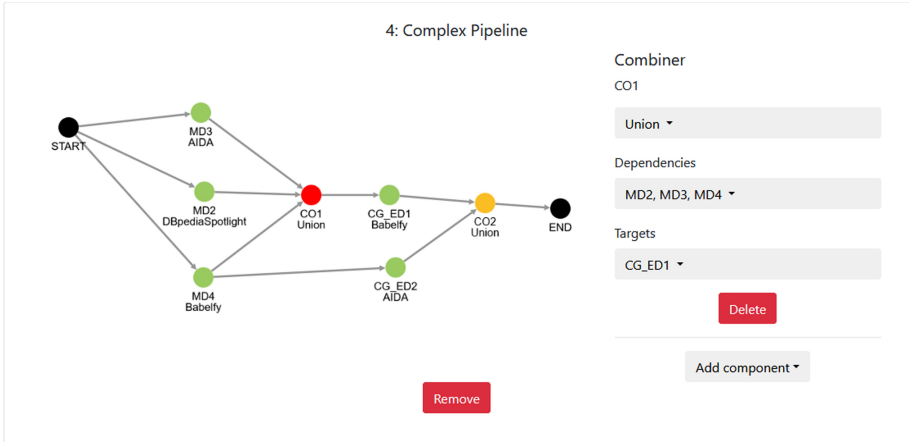 4: Complex Pipeline
START
MD3
AIDA
MD2
DBpediaSpotlight
MD4
Babelfy
CO1
Union
CG_ED1
Babelfy
CG_ED2
AIDA
CO2
Union
END
Remove
Combiner
CO1
Union
Dependencies
MD2, MD3, MD4
Targets
CG_ED1
Delete
Add component